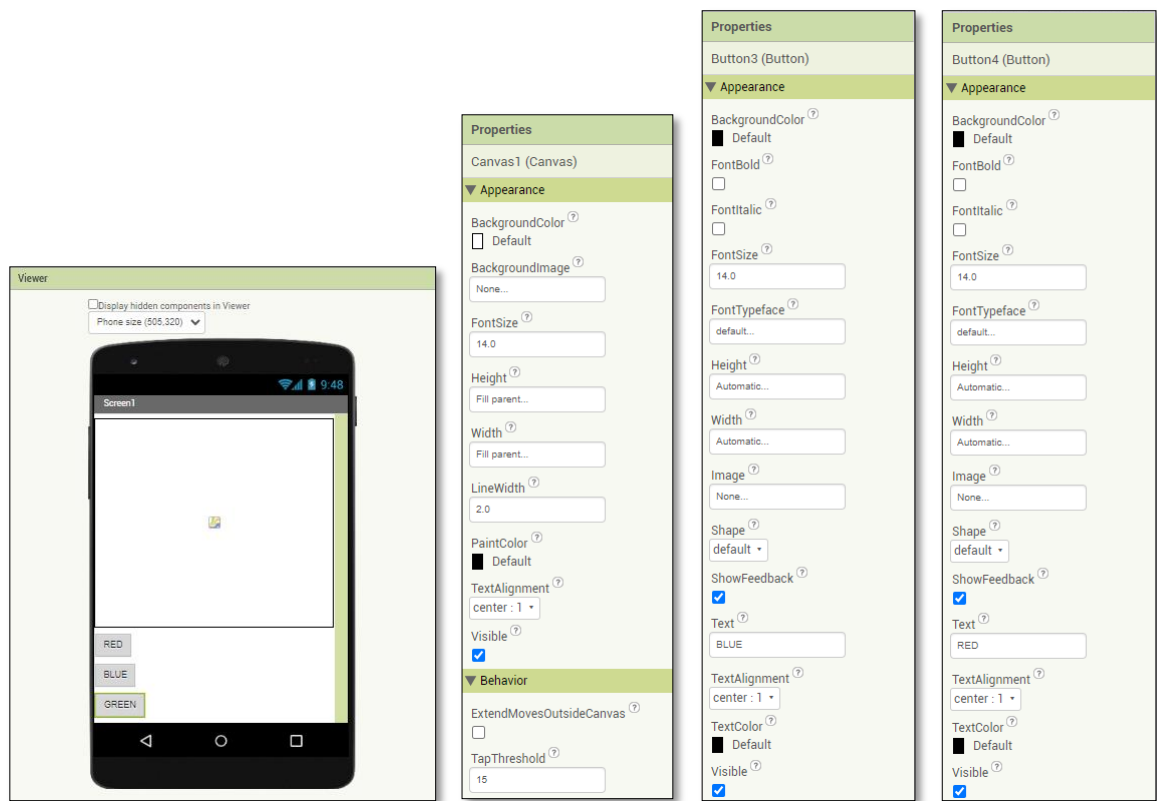 Viewer
Display hidden components in Viewer
Phone size (505,320)
9:48
Screen1
RED
BLUE
GREEN
Properties
Canvas1 (Canvas)
Appearance
BackgroundColor ?
Default
BackgroundImage ?
None...
FontSize ?
14.0
Height ?
Fill parent...
Width ?
Fill parent...
LineWidth ?
2.0
PaintColor ?
Default
TextAlignment ?
center : 1
Visible ?
Behavior
ExtendMovesOutsideCanvas ?
TapThreshold ?
15
Properties
Button3 (Button)
Appearance
BackgroundColor ?
Default
FontBold ?
FontItalic ?
FontSize ?
14.0
FontTypeface ?
default...
Height ?
Automatic...
Width ?
Automatic...
Image ?
None...
Shape ?
default
ShowFeedback ?
Text ?
BLUE
TextAlignment ?
center : 1
TextColor ?
Default
Visible ?
Properties
Button4 (Button)
Appearance
BackgroundColor ?
Default
FontBold ?
FontItalic ?
FontSize ?
14.0
FontTypeface ?
default...
Height ?
Automatic...
Width ?
Automatic...
Image ?
None...
Shape ?
default
ShowFeedback ?
Text ?
RED
TextAlignment ?
center : 1
TextColor ?
Default
Visible ?